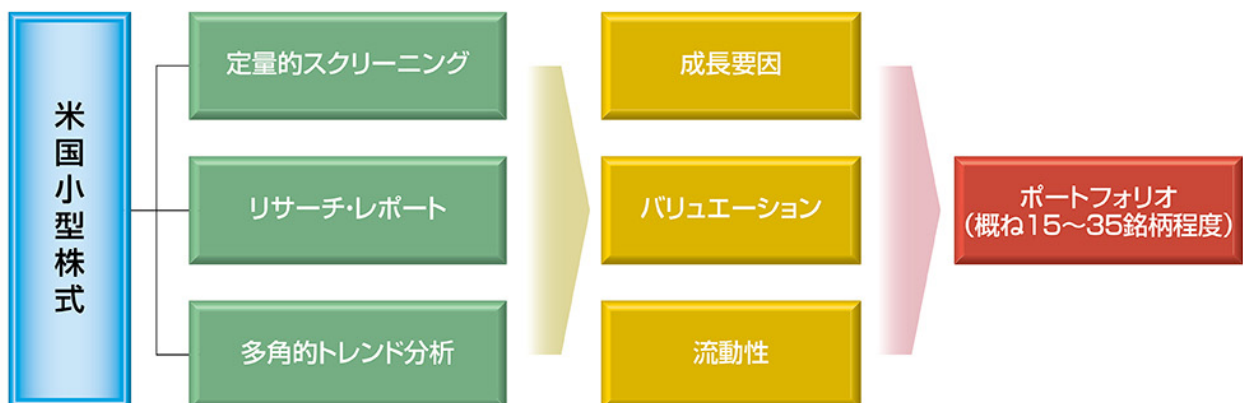 米国小型株式
定量的スクリーニング
リサーチ・レポート
多角的トレンド分析
成長要因
バリュエーション
流動性
ポートフォリオ
(概ね15〜35銘柄程度)